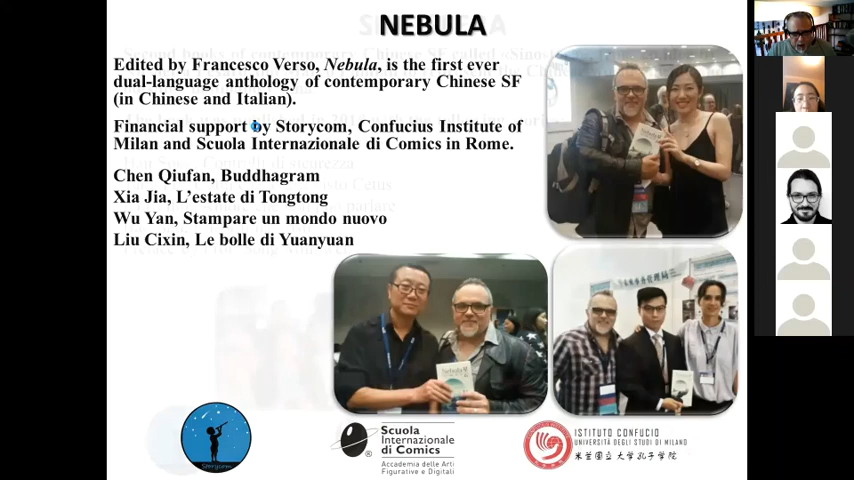 NEBULA
Edited by Francesco Verso, Nebula, is the first ever
dual-language anthology of contemporary Chinese SF
(in Chinese and Italian).
Financial support by Storycom, Confucius Institute of
Milan and Scuola Internazionale di Comics in Rome.
Chen Qiufan, Buddhagram
Xia Jia, L'estate di Tongtong
Wu Yan, Stampare un mondo nuovo
Liu Cixin, Le bolle di Yuanyuan
Nebula
Storycom
Scuola
Internazionale
di Comics
Accademia delle Arti
Figurative e Digitali
ISTITUTO CONFUCIO
UNIVERSITÀ DEGLI STUDI DI MILANO
米兰国立大学孔子学院